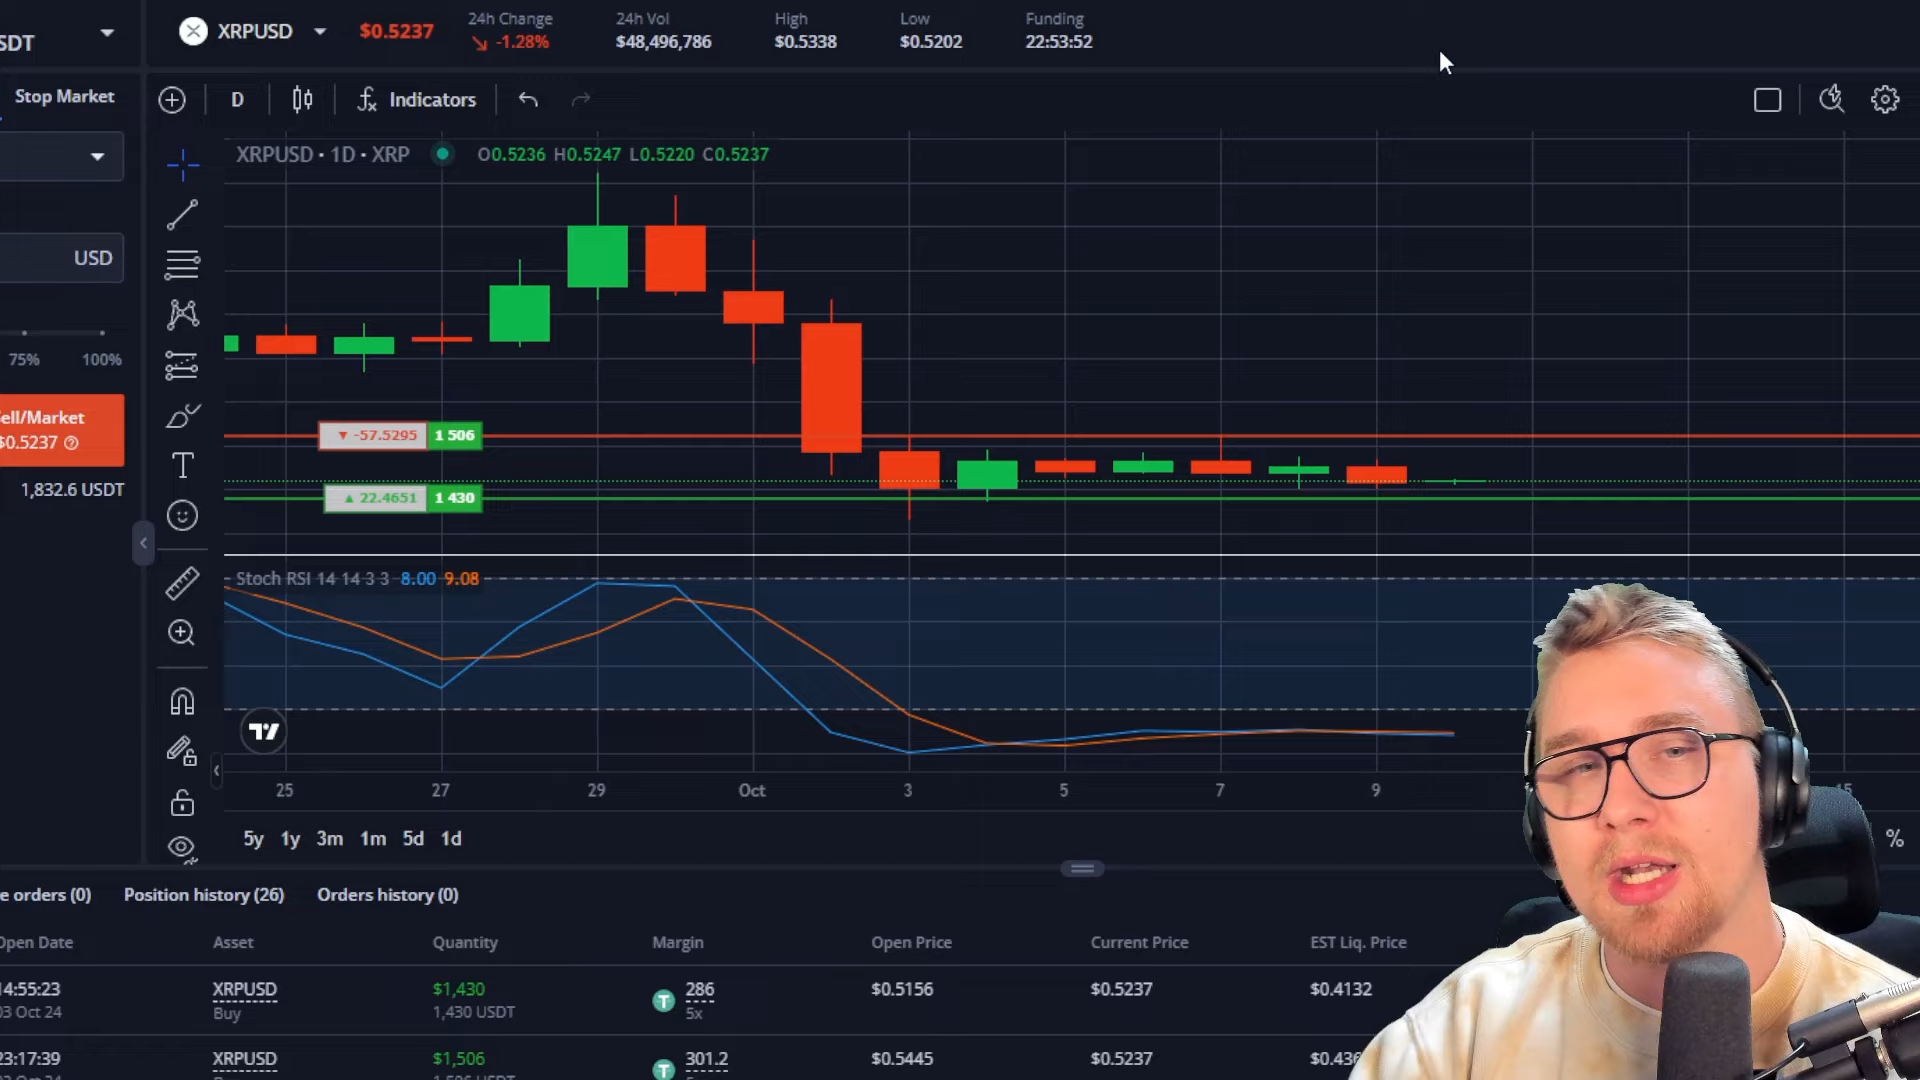 SDT
XRPUSD $0.5237
24h Change
-1.28%
24h Vol
$48,496,786
High
$0.5338
Low
$0.5202
Funding
22:53:52
Stop Market
D Indicators
XRPUSD · 1D · XRP O0.5236 H0.5247 L0.5220 C0.5237
USD
75% 100%
ell/Market
$0.5237
1,832.6 USDT
▼ -57.5295 1 506
▲ 22.4651 1 430
Stoch RSI 14 14 3 3 8.00 9.08
25 27 29 Oct 3 5 7 9 15
5y 1y 3m 1m 5d 1d %
e orders (0) Position history (26) Orders history (0)
Open Date Asset Quantity Margin Open Price Current Price EST Liq. Price
14:55:23 XRPUSD $1,430 286 $0.5156 $0.5237 $0.4132
03 Oct 24 Buy 1,430 USDT 5x
23:17:39 XRPUSD $1,506 301.2 $0.5445 $0.5237 $0.436